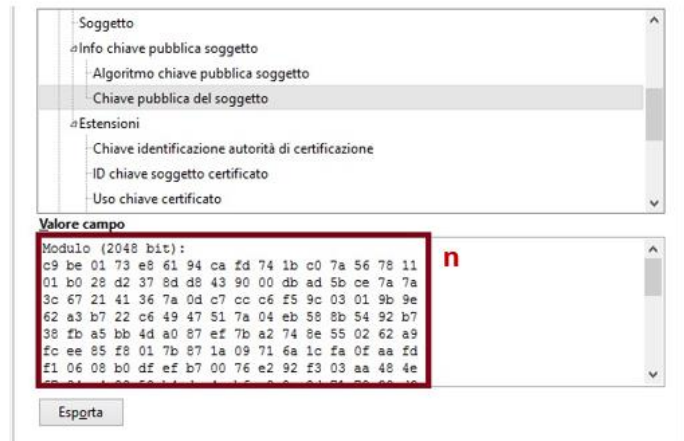 Soggetto
Info chiave pubblica soggetto
Algoritmo chiave pubblica soggetto
Chiave pubblica del soggetto
Estensioni
Chiave identificazione autorità di certificazione
ID chiave soggetto certificato
Uso chiave certificato
Valore campo
Modulo (2048 bit):
n
c9 be 01 73 e8 61 94 ca fd 74 1b c0 7a 56 78 11
01 b0 28 d2 37 8d d8 43 90 00 db ad 5b ce 7a 7a
3c 67 21 41 36 7a 0d c7 cc c6 f5 9c 03 01 9b 9e
62 a3 b7 22 c6 49 47 51 7a 04 eb 58 8b 54 92 b7
38 fb a5 bb 4d a0 87 ef 7b a2 74 8e 55 02 62 a9
fc ee 85 f8 01 7b 87 1a 09 71 6a 1c fa 0f aa fd
f1 06 08 b0 df ef b7 00 76 e2 92 f3 03 aa 48 4e
Esporta